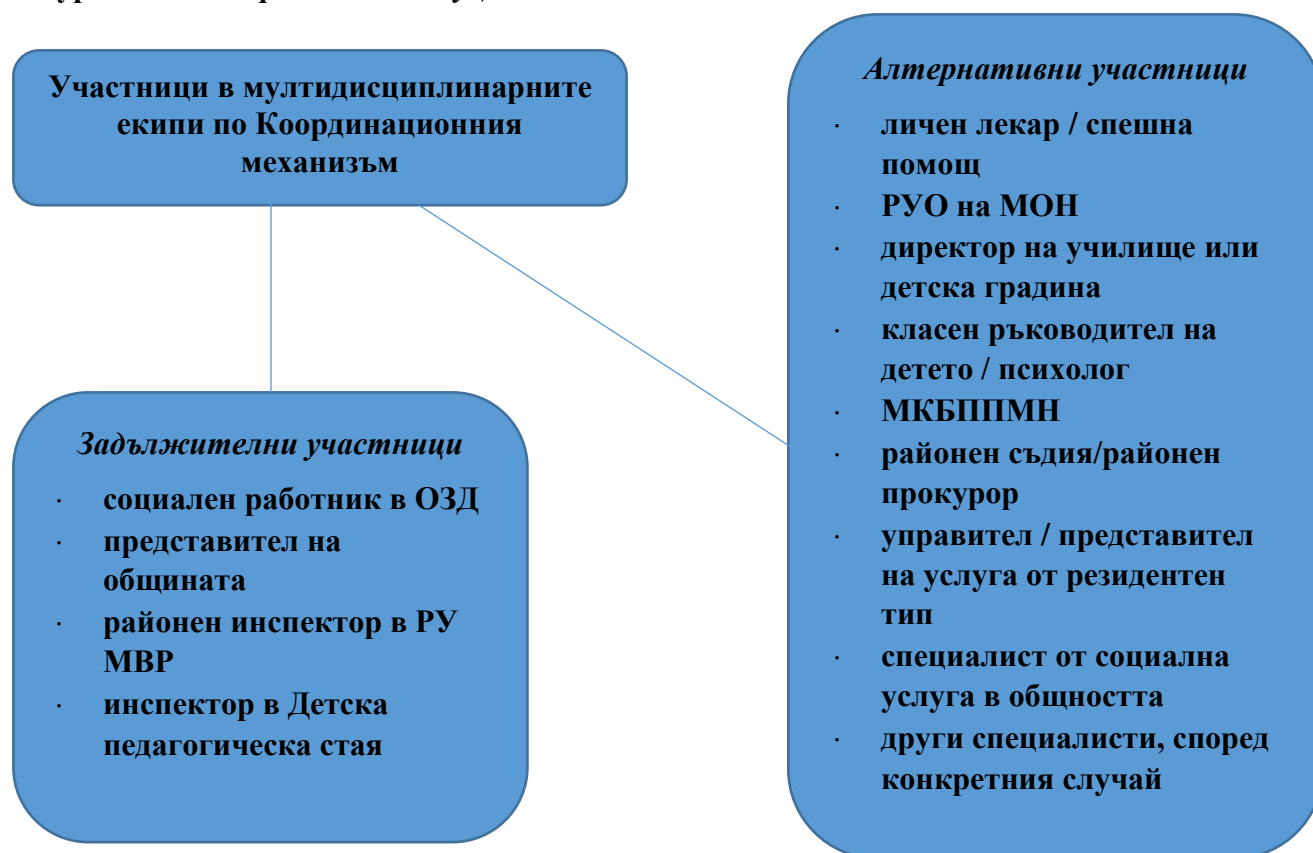 Участници в мултидисциплинарните
екипи по Координационния
механизъм
Задължителни участници
· социален работник в ОЗД
· представител на
общината
· районен инспектор в РУ
МВР
· инспектор в Детска
педагогическа стая
Алтернативни участници
· личен лекар / спешна
помощ
· РУО на МОН
· директор на училище или
детска градина
· класен ръководител на
детето / психолог
· МКБППМН
· районен съдия/районен
прокурор
· управител / представител
на услуга от резидентен
тип
· специалист от социална
услуга в общността
· други специалисти, според
конкретния случай